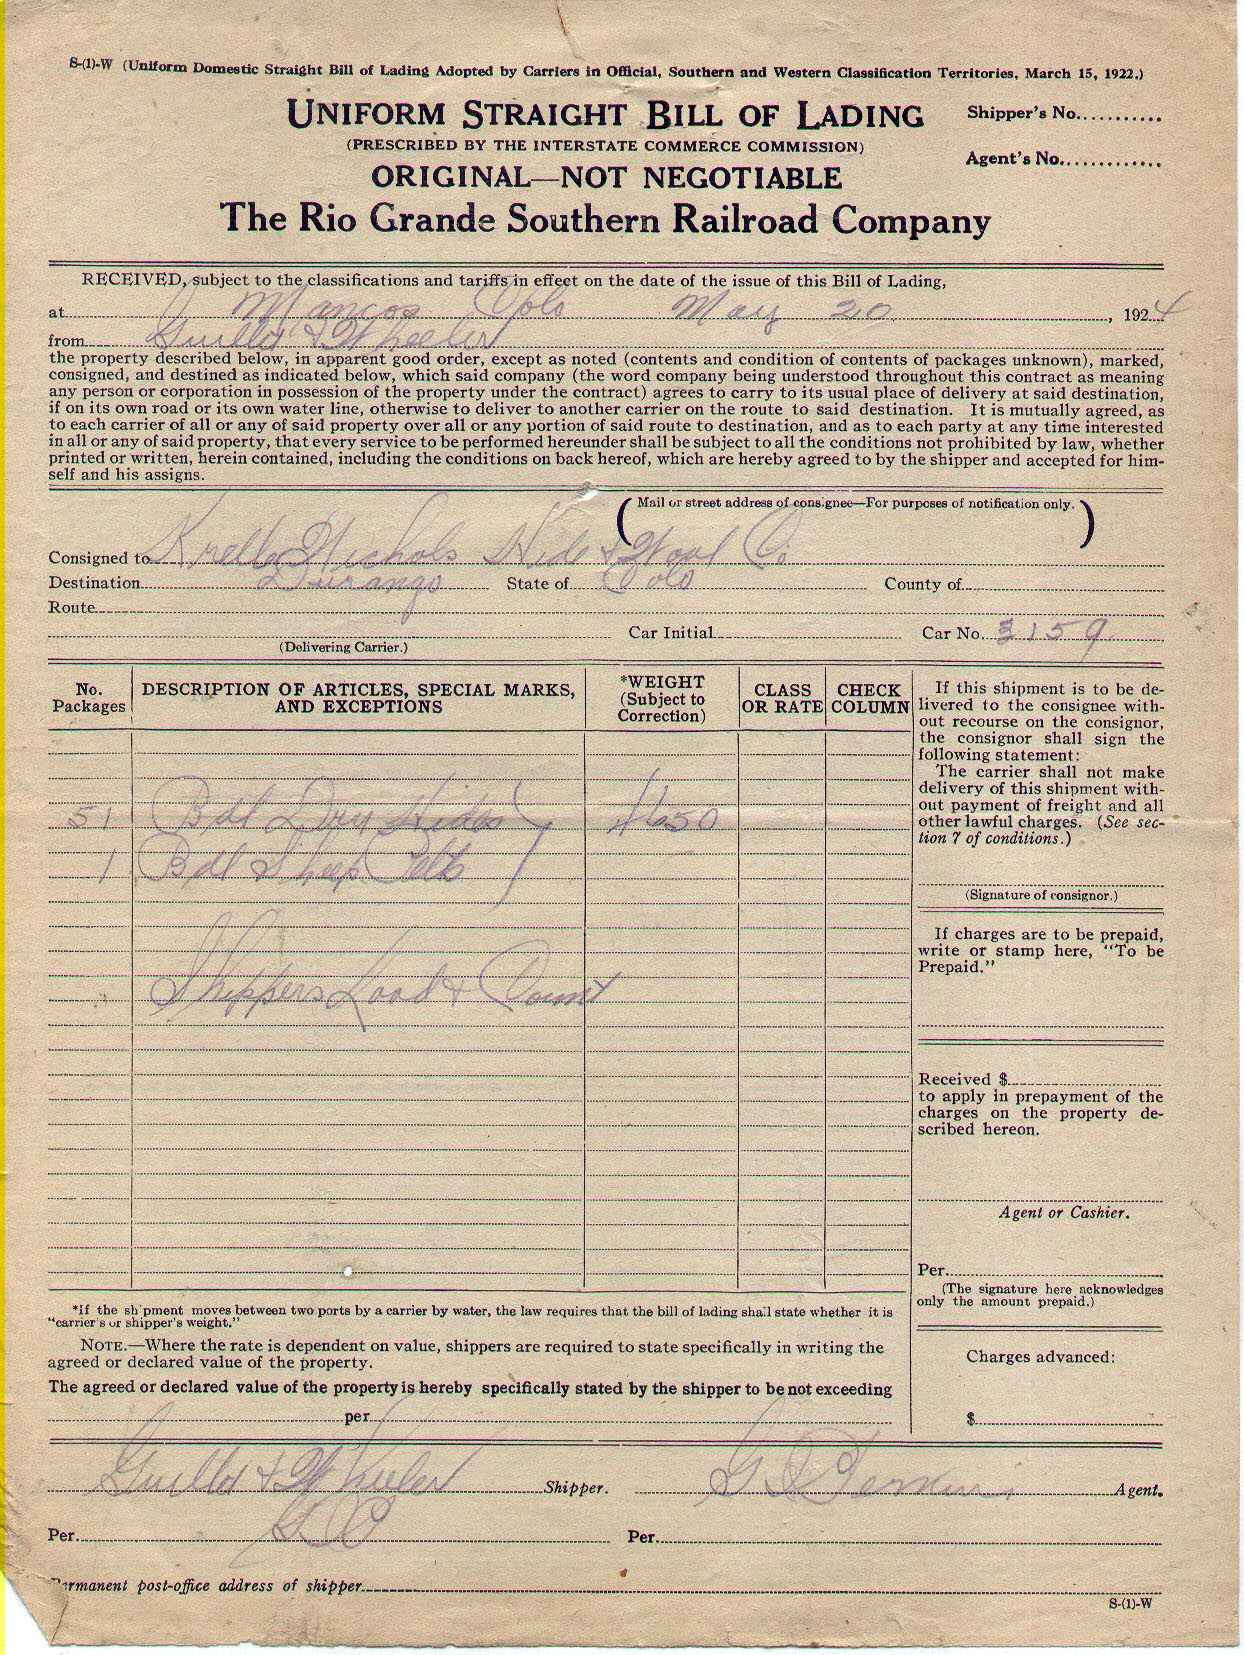 S-(1)-W (Uniform Domestic Straight Bill of Lading Adopted by Carriers in Official, Southern and Western Classification Territories, March 15, 1922.)
UNIFORM STRAIGHT BILL OF LADING
Shipper's No...........
(PRESCRIBED BY THE INTERSTATE COMMERCE COMMISSION)
Agent's No.............
ORIGINAL—NOT NEGOTIABLE
The Rio Grande Southern Railroad Company
RECEIVED, subject to the classifications and tariffs in effect on the date of the issue of this Bill of Lading,
at Mancos Colo May 20, 1924
from & Wheeler
the property described below, in apparent good order, except as noted (contents and condition of contents of packages unknown), marked,
consigned, and destined as indicated below, which said company (the word company being understood throughout this contract as meaning
any person or corporation in possession of the property under the contract) agrees to carry to its usual place of delivery at said destination,
if on its own road or its own water line, otherwise to deliver to another carrier on the route to said destination. It is mutually agreed, as
to each carrier of all or any of said property over all or any portion of said route to destination, and as to each party at any time interested
in all or any of said property, that every service to be performed hereunder shall be subject to all the conditions not prohibited by law, whether
printed or written, herein contained, including the conditions on back hereof, which are hereby agreed to by the shipper and accepted for him-
self and his assigns.
(Mail or street address of consignee—For purposes of notification only.)
Consigned to Nichols Hide & Wool Co
Destination Durango State of Colo County of
Route
Car Initial Car No. 3159
(Delivering Carrier.)
No. Packages
DESCRIPTION OF ARTICLES, SPECIAL MARKS, AND EXCEPTIONS
*WEIGHT (Subject to Correction)
CLASS OR RATE
CHECK COLUMN
51 Bdl Dry Hides 4650
1 Bdl Sheep Pelts
Shippers Load & Count
If this shipment is to be de-
livered to the consignee with-
out recourse on the consignor,
the consignor shall sign the
following statement:
The carrier shall not make
delivery of this shipment with-
out payment of freight and all
other lawful charges. (See sec-
tion 7 of conditions.)
(Signature of consignor.)
If charges are to be prepaid,
write or stamp here, "To be
Prepaid."
Received $
to apply in prepayment of the
charges on the property de-
scribed hereon.
Agent or Cashier.
Per
(The signature here acknowledges
only the amount prepaid.)
Charges advanced:
$
*If the shipment moves between two ports by a carrier by water, the law requires that the bill of lading shall state whether it is
"carrier's or shipper's weight."
NOTE.—Where the rate is dependent on value, shippers are required to state specifically in writing the
agreed or declared value of the property.
The agreed or declared value of the property is hereby specifically stated by the shipper to be not exceeding
per
& Wheeler Shipper. Agent.
Per Per
Permanent post-office address of shipper
S-(1)-W